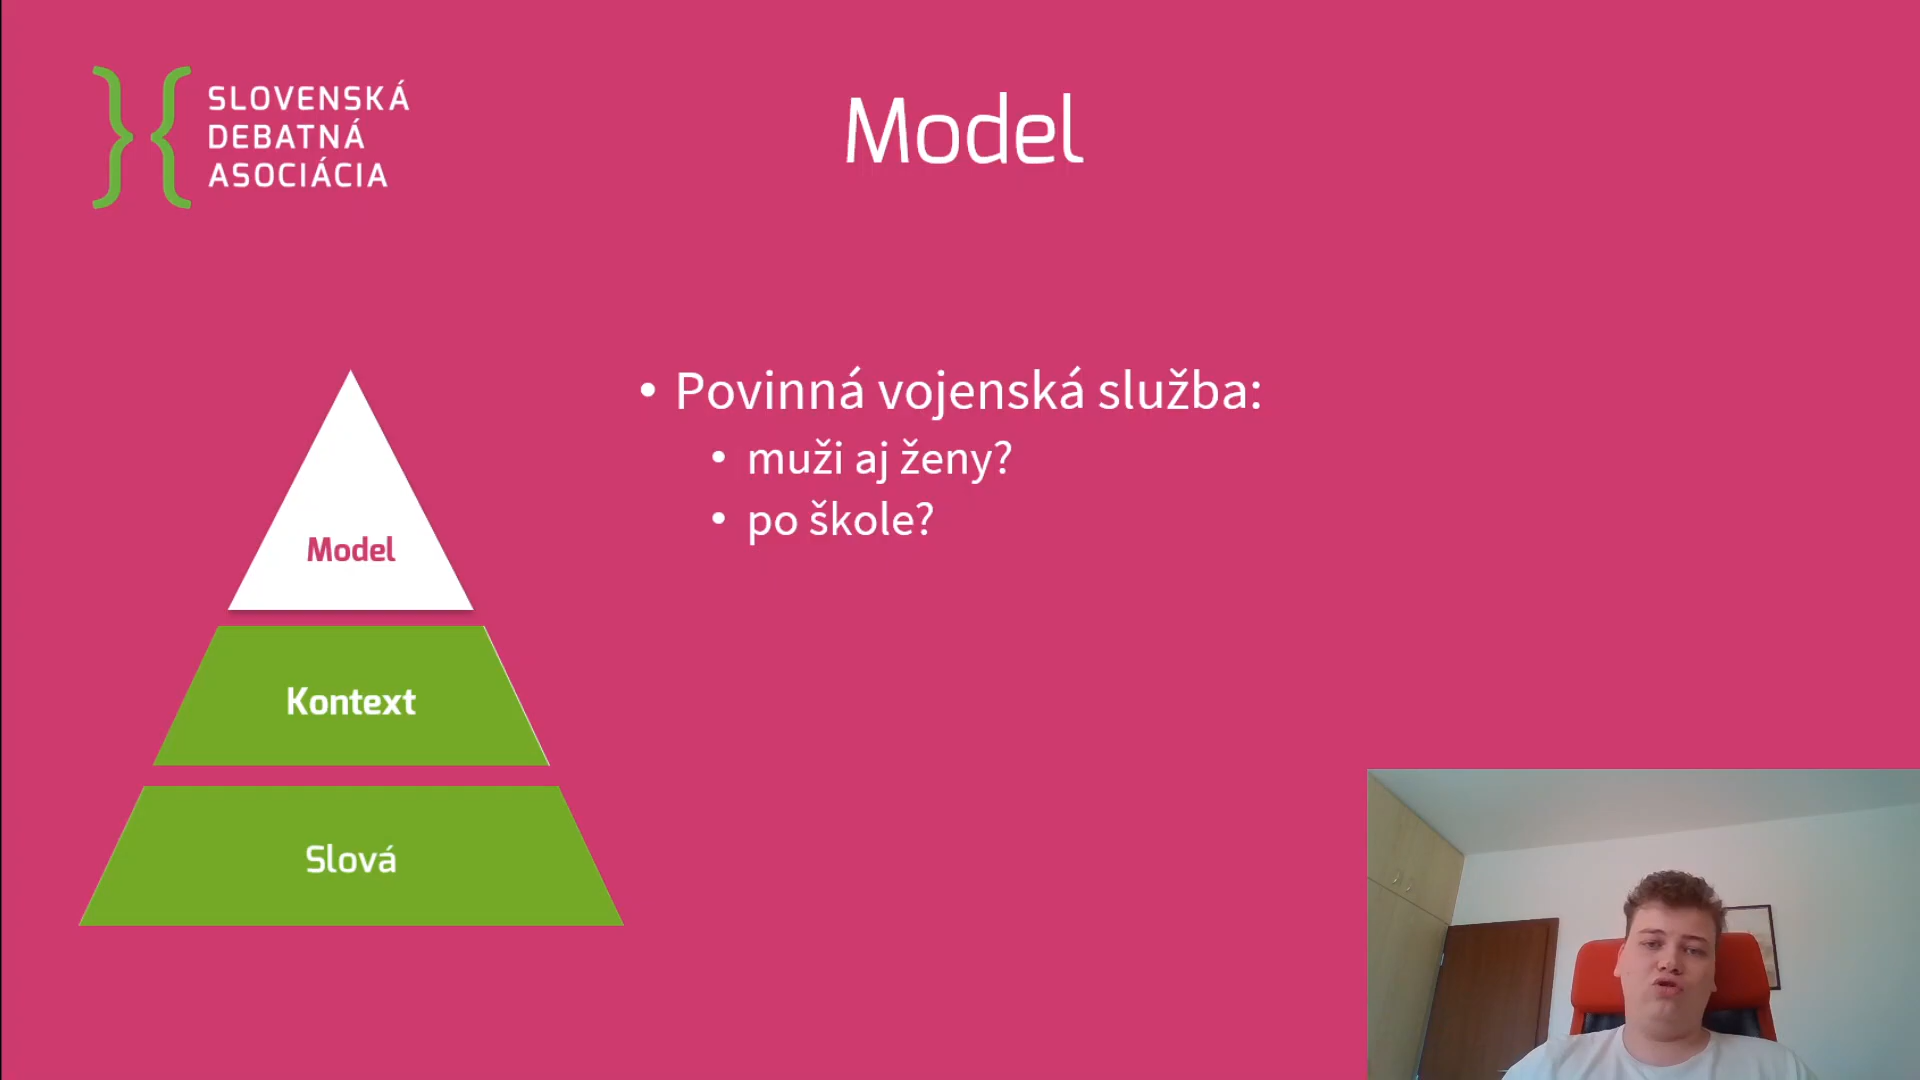 SLOVENSKÁ
DEBATNÁ
ASOCIÁCIA
Model
• Povinná vojenská služba:
• muži aj ženy?
• po škole?
Model
Kontext
Slová